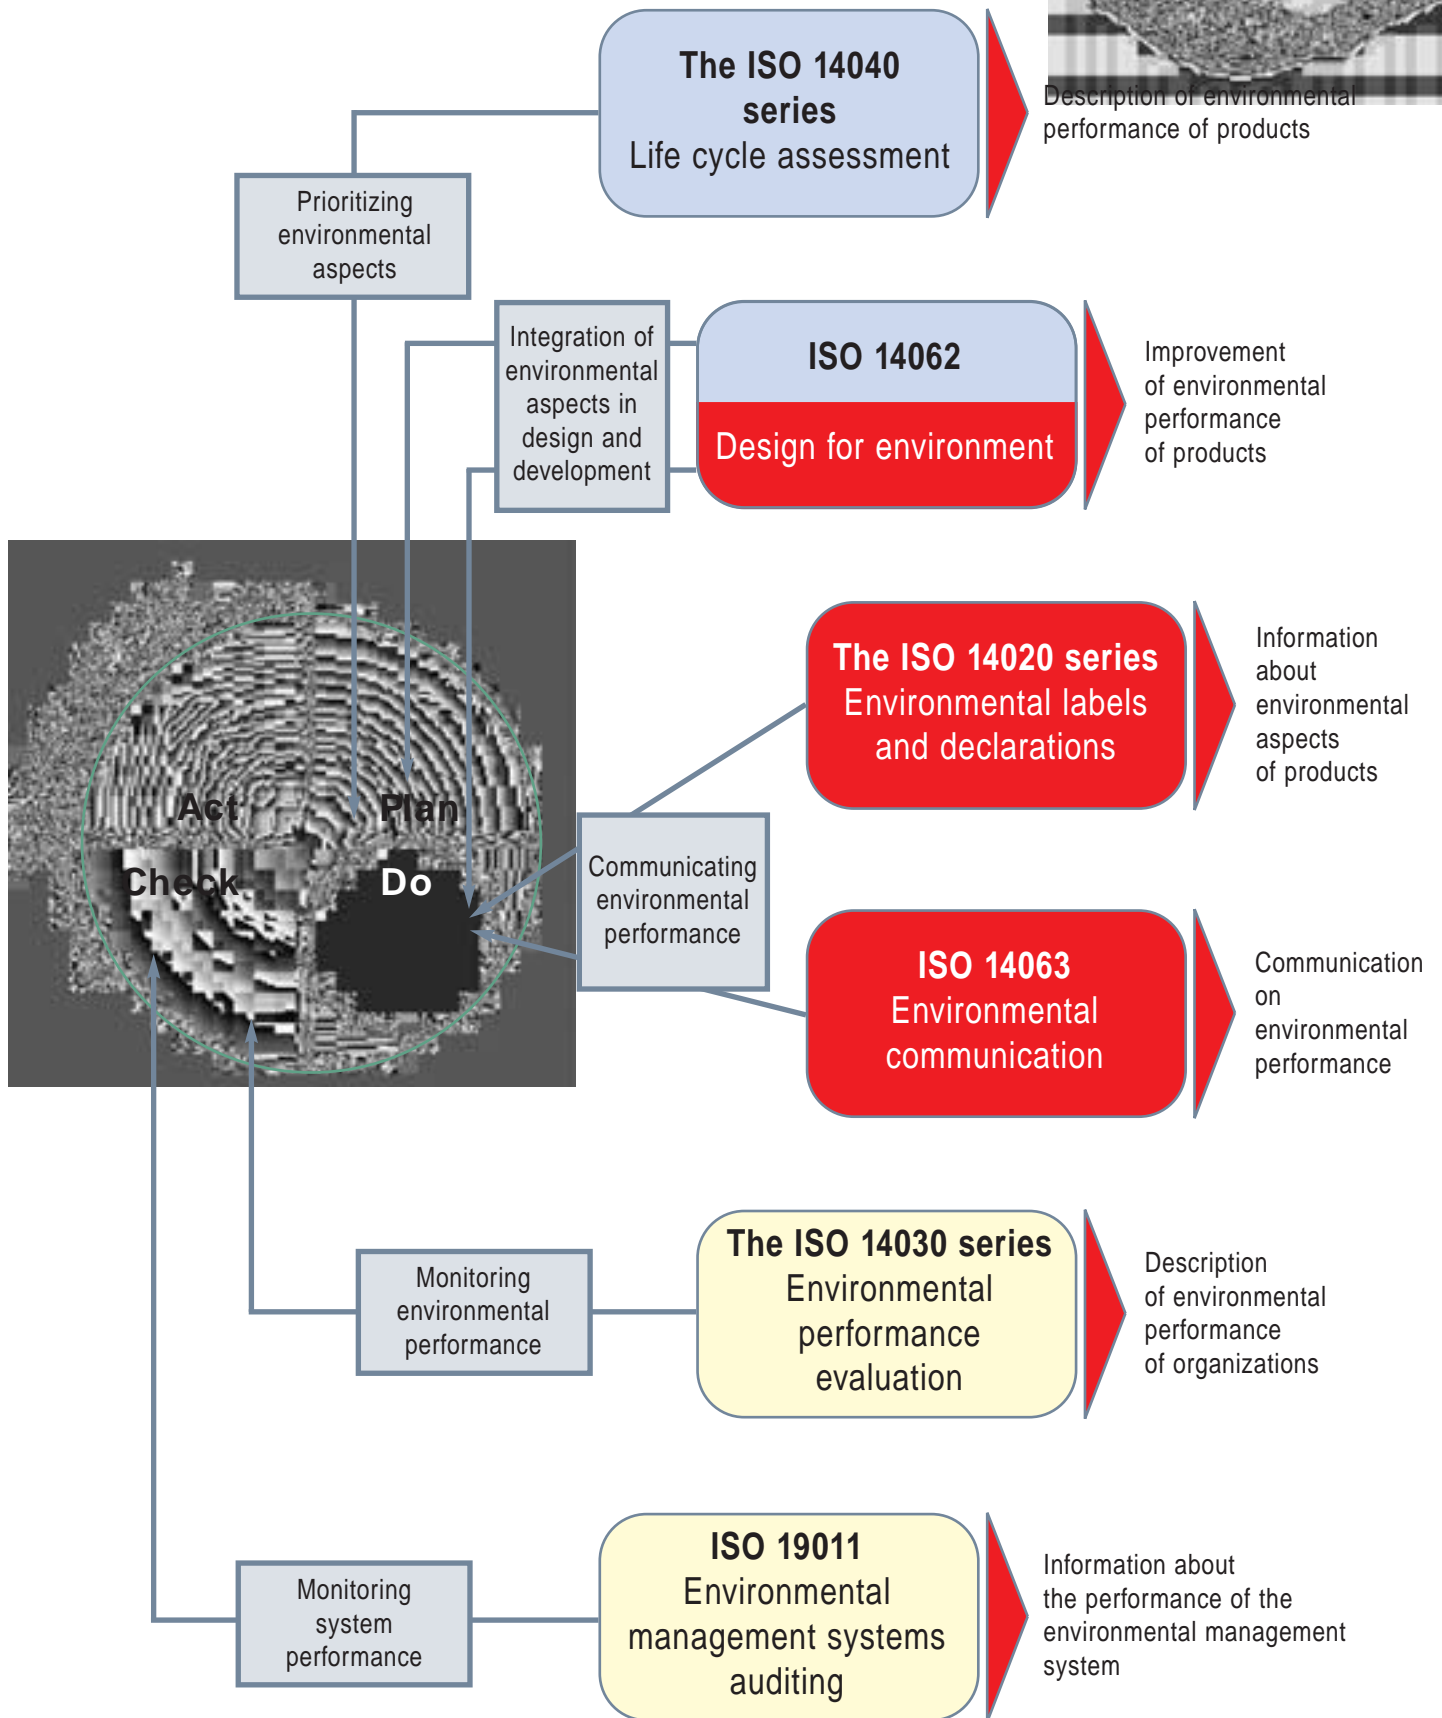 The ISO 14040
series
Life cycle assessment
Description of environmental
performance of products
Prioritizing
environmental
aspects
Integration of
environmental
aspects in
design and
development
ISO 14062
Design for environment
Improvement
of environmental
performance
of products
The ISO 14020 series
Environmental labels
and declarations
Information
about
environmental
aspects
of products
Act
Plan
Check
Do
Communicating
environmental
performance
ISO 14063
Environmental
communication
Communication
on
environmental
performance
Monitoring
environmental
performance
The ISO 14030 series
Environmental
performance
evaluation
Description
of environmental
performance
of organizations
Monitoring
system
performance
ISO 19011
Environmental
management systems
auditing
Information about
the performance of the
environmental management
system